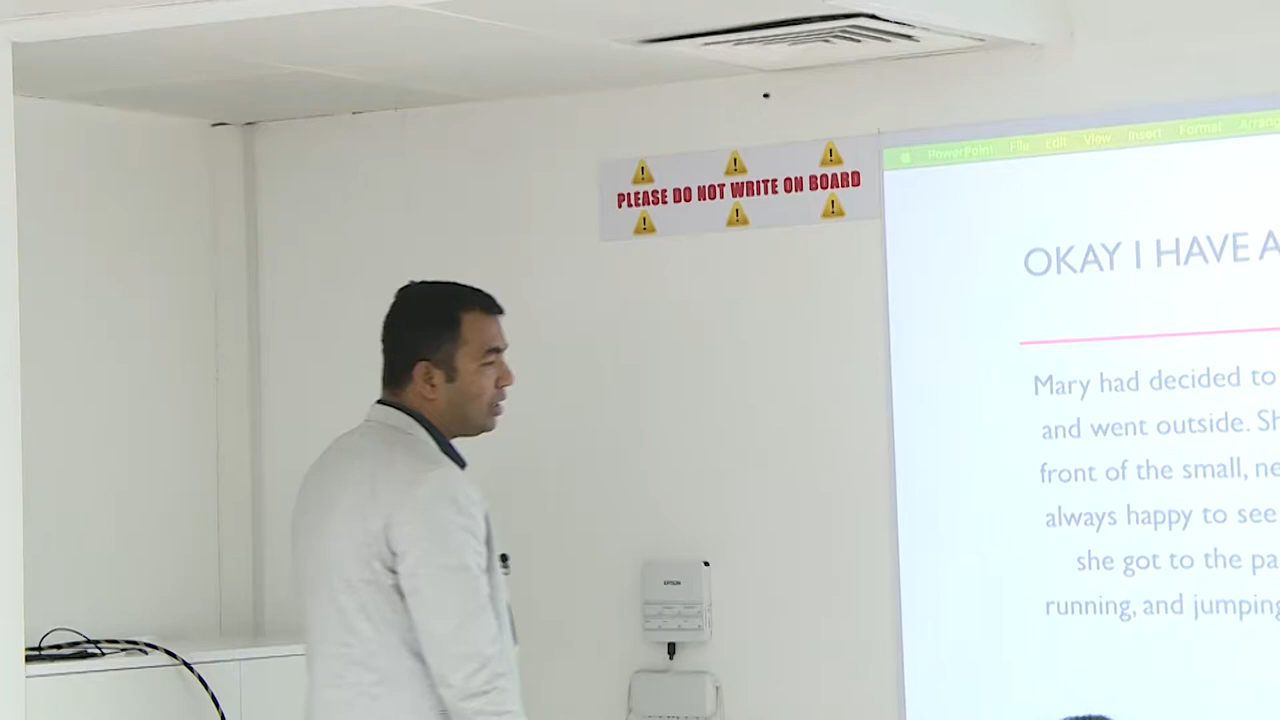 PLEASE DO NOT WRITE ON BOARD
PowerPoint File Edit View Insert Format Arrang
OKAY I HAVE A
Mary had decided to
and went outside. Sh
front of the small, ne
always happy to see
she got to the pa
running, and jumping
EPSON